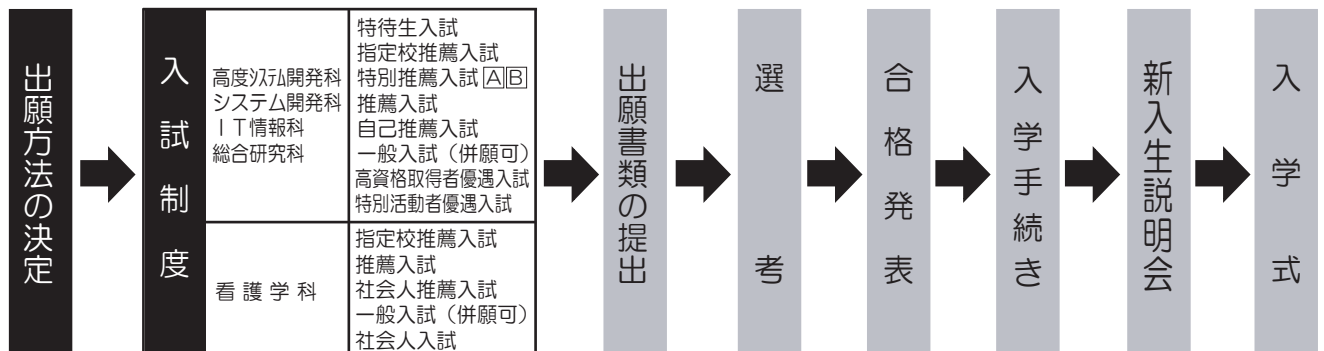 出願方法の決定
入試制度
高度システム開発科
システム開発科
IT情報科
総合研究科
特待生入試
指定校推薦入試
特別推薦入試 A B
推薦入試
自己推薦入試
一般入試（併願可）
高資格取得者優遇入試
特別活動者優遇入試
看護学科
指定校推薦入試
推薦入試
社会人推薦入試
一般入試（併願可）
社会人入試
出願書類の提出
選考
合格発表
入学手続き
新入生説明会
入学式